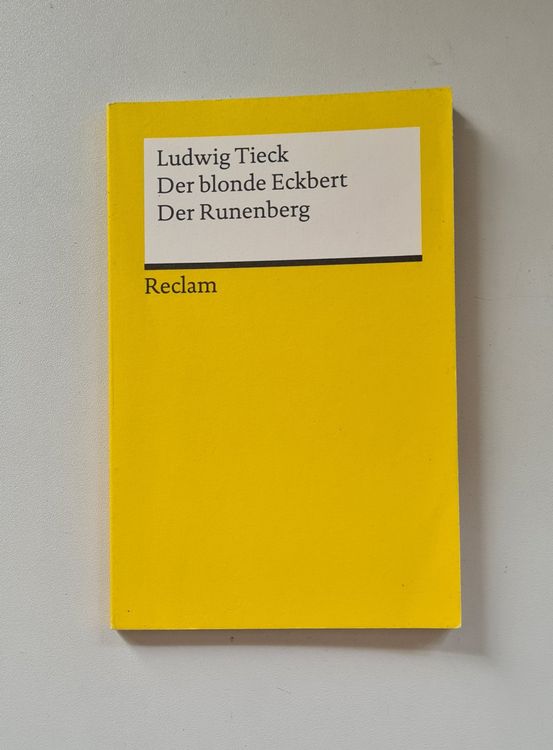 Ludwig Tieck
Der blonde Eckbert
Der Runenberg
Reclam